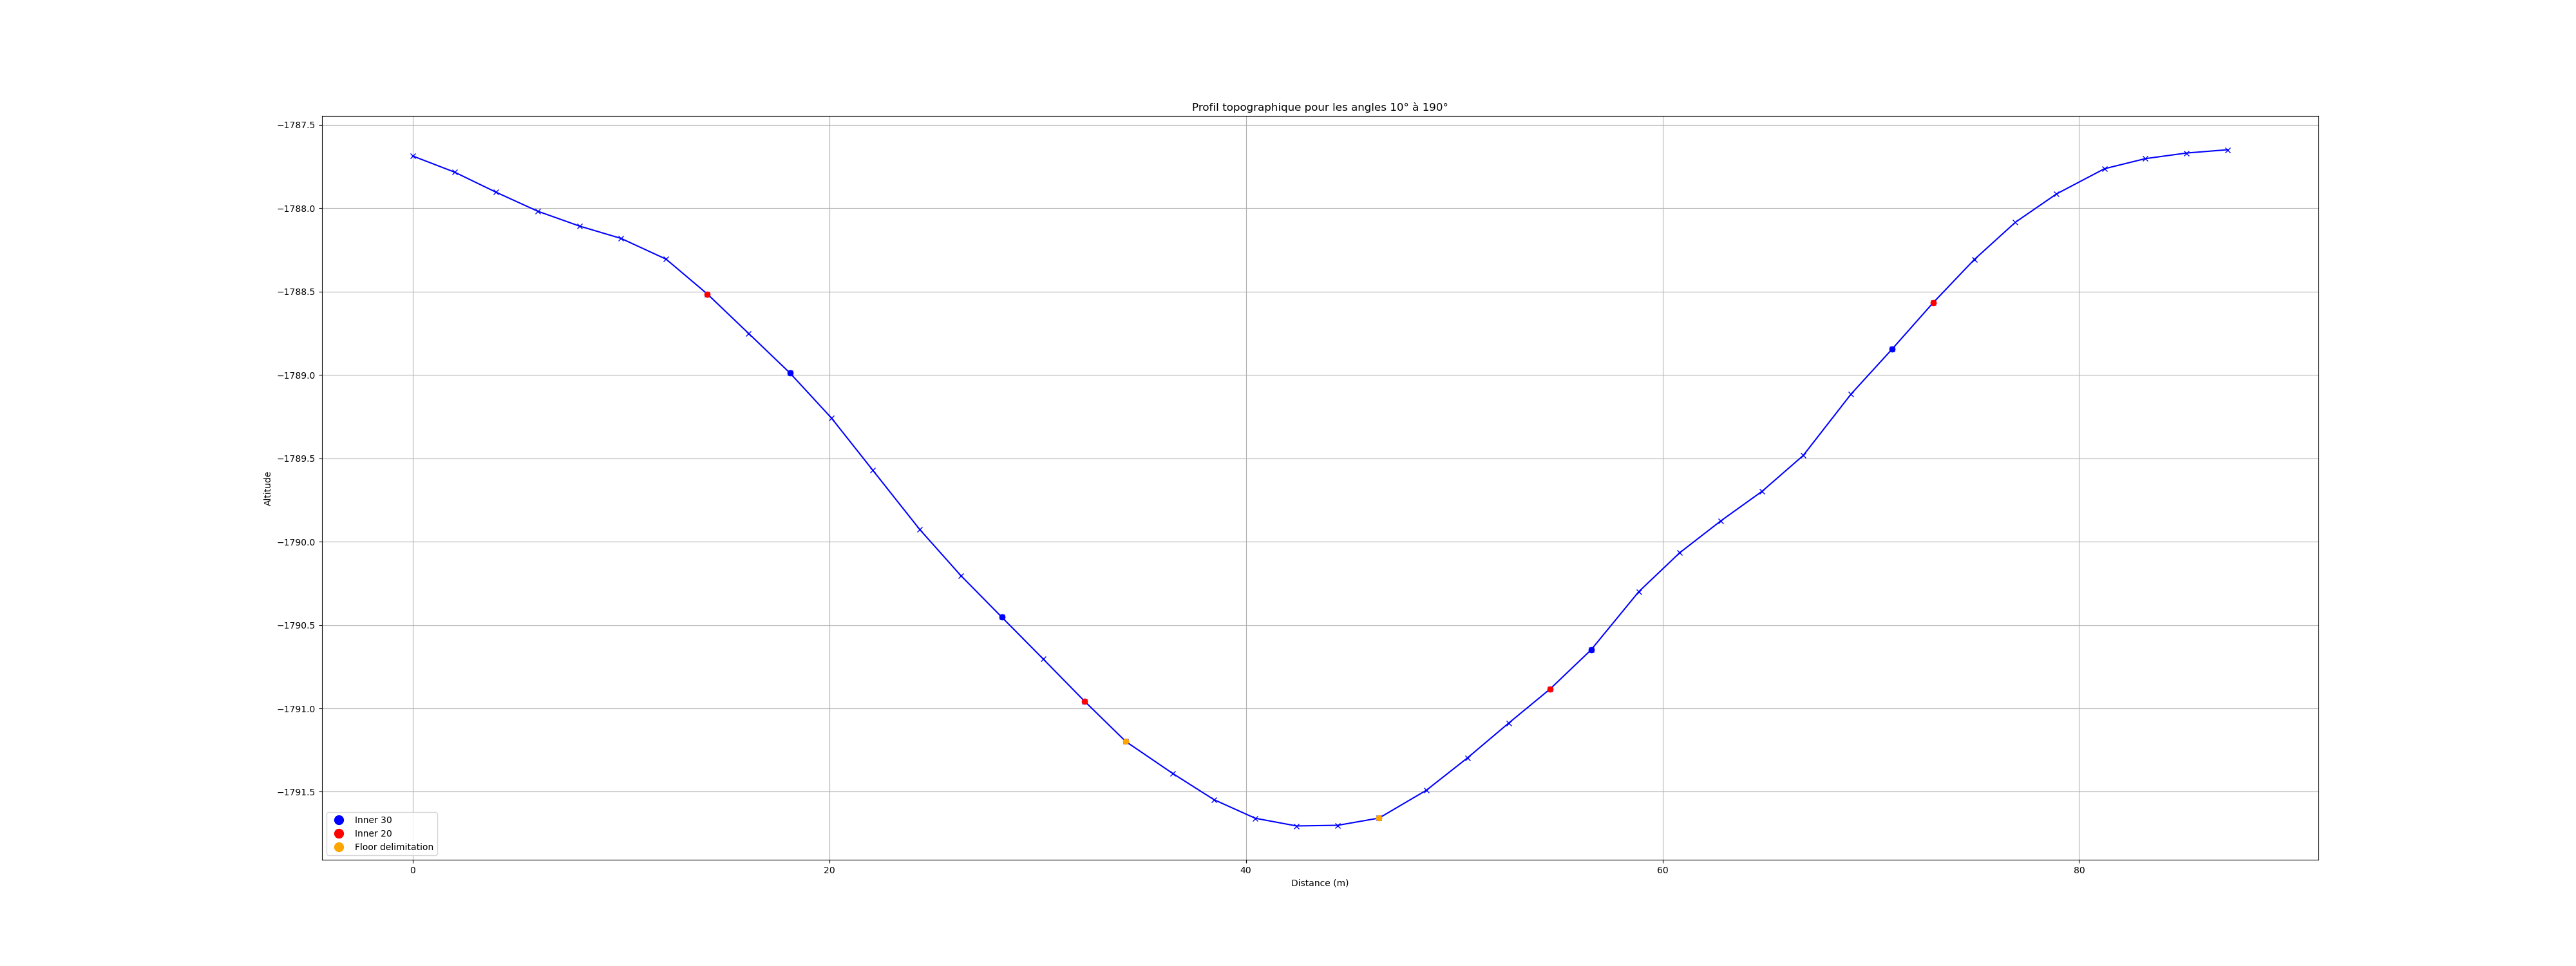 Profil topographique pour les angles 10° à 190°
−1787.5
−1788.0
−1788.5
−1789.0
−1789.5
−1790.0
−1790.5
−1791.0
−1791.5
Altitude
Inner 30
Inner 20
Floor delimitation
0 20 40 60 80
Distance (m)